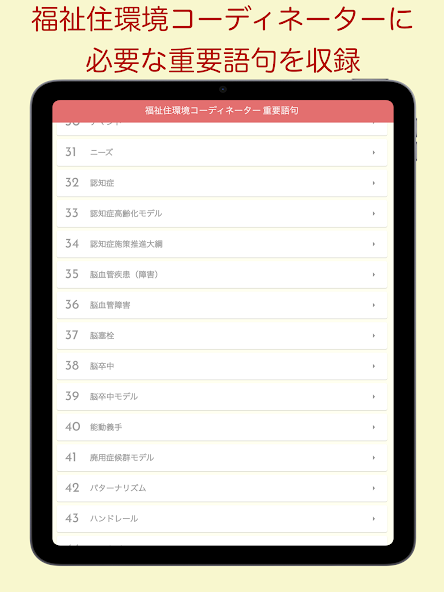 福祉住環境コーディネーターに
必要な重要語句を収録
福祉住環境コーディネーター 重要語句
31 ニーズ
32 認知症
33 認知症高齢化モデル
34 認知症施策推進大綱
35 脳血管疾患（障害）
36 脳血管障害
37 脳塞栓
38 脳卒中
39 脳卒中モデル
40 能動義手
41 廃用症候群モデル
42 パターナリズム
43 ハンドレール